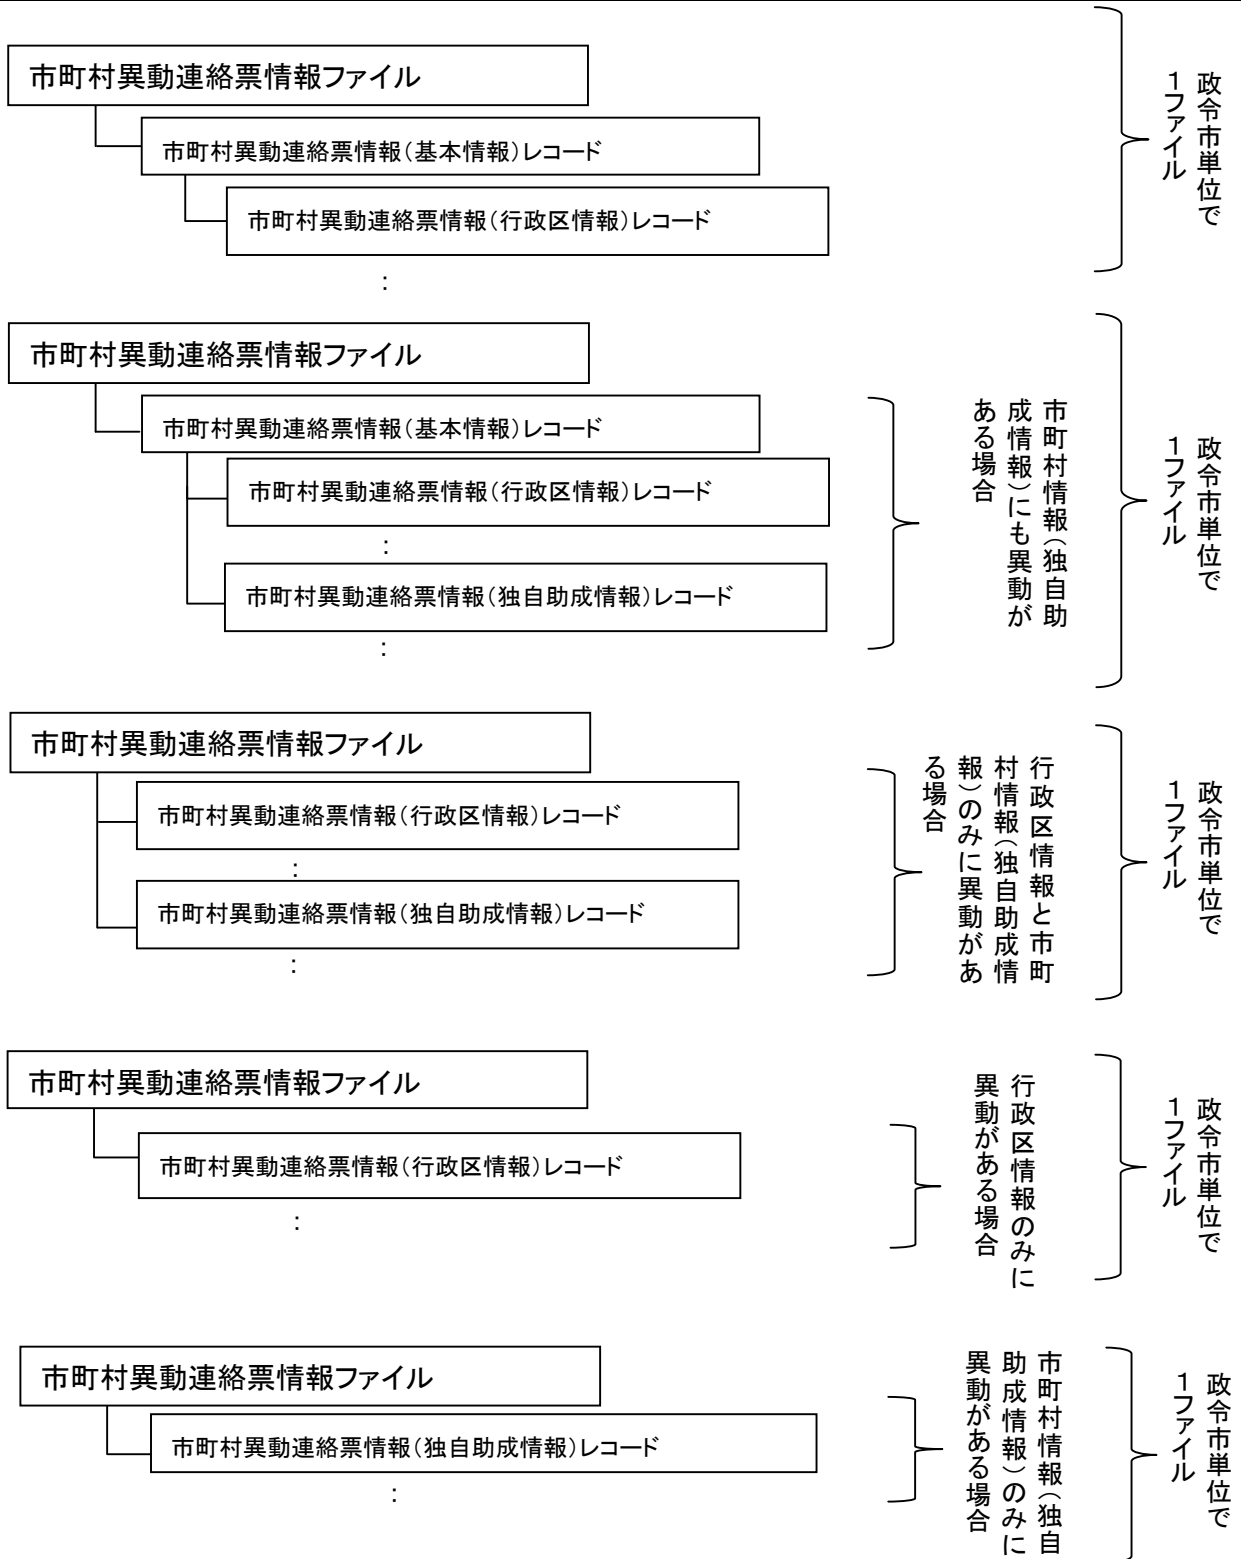 市町村異動連絡票情報ファイル
市町村異動連絡票情報(基本情報)レコード
市町村異動連絡票情報(行政区情報)レコード
:
政令市単位で
1ファイル
市町村異動連絡票情報ファイル
市町村異動連絡票情報(基本情報)レコード
市町村異動連絡票情報(行政区情報)レコード
:
市町村異動連絡票情報(独自助成情報)レコード
:
市町村情報(独自助
成情報)にも異動が
ある場合
政令市単位で
1ファイル
市町村異動連絡票情報ファイル
市町村異動連絡票情報(行政区情報)レコード
:
市町村異動連絡票情報(独自助成情報)レコード
:
行政区情報と市町
村情報(独自助成情
報)のみに異動があ
る場合
政令市単位で
1ファイル
市町村異動連絡票情報ファイル
市町村異動連絡票情報(行政区情報)レコード
:
行政区情報のみに
異動がある場合
政令市単位で
1ファイル
市町村異動連絡票情報ファイル
市町村異動連絡票情報(独自助成情報)レコード
:
市町村情報(独自
助成情報)のみに
異動がある場合
政令市単位で
1ファイル